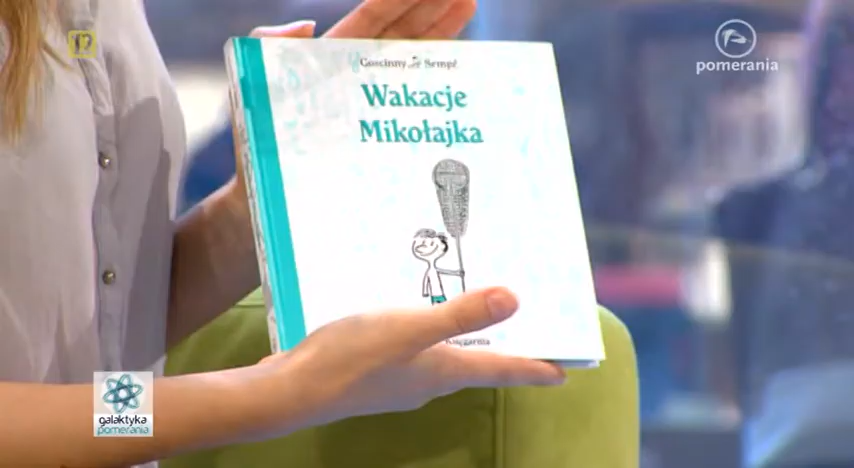 12
pomerania
Goscinny Sempé
Wakacje
Mikołajka
Księgarnia
galaktyka
pomerania